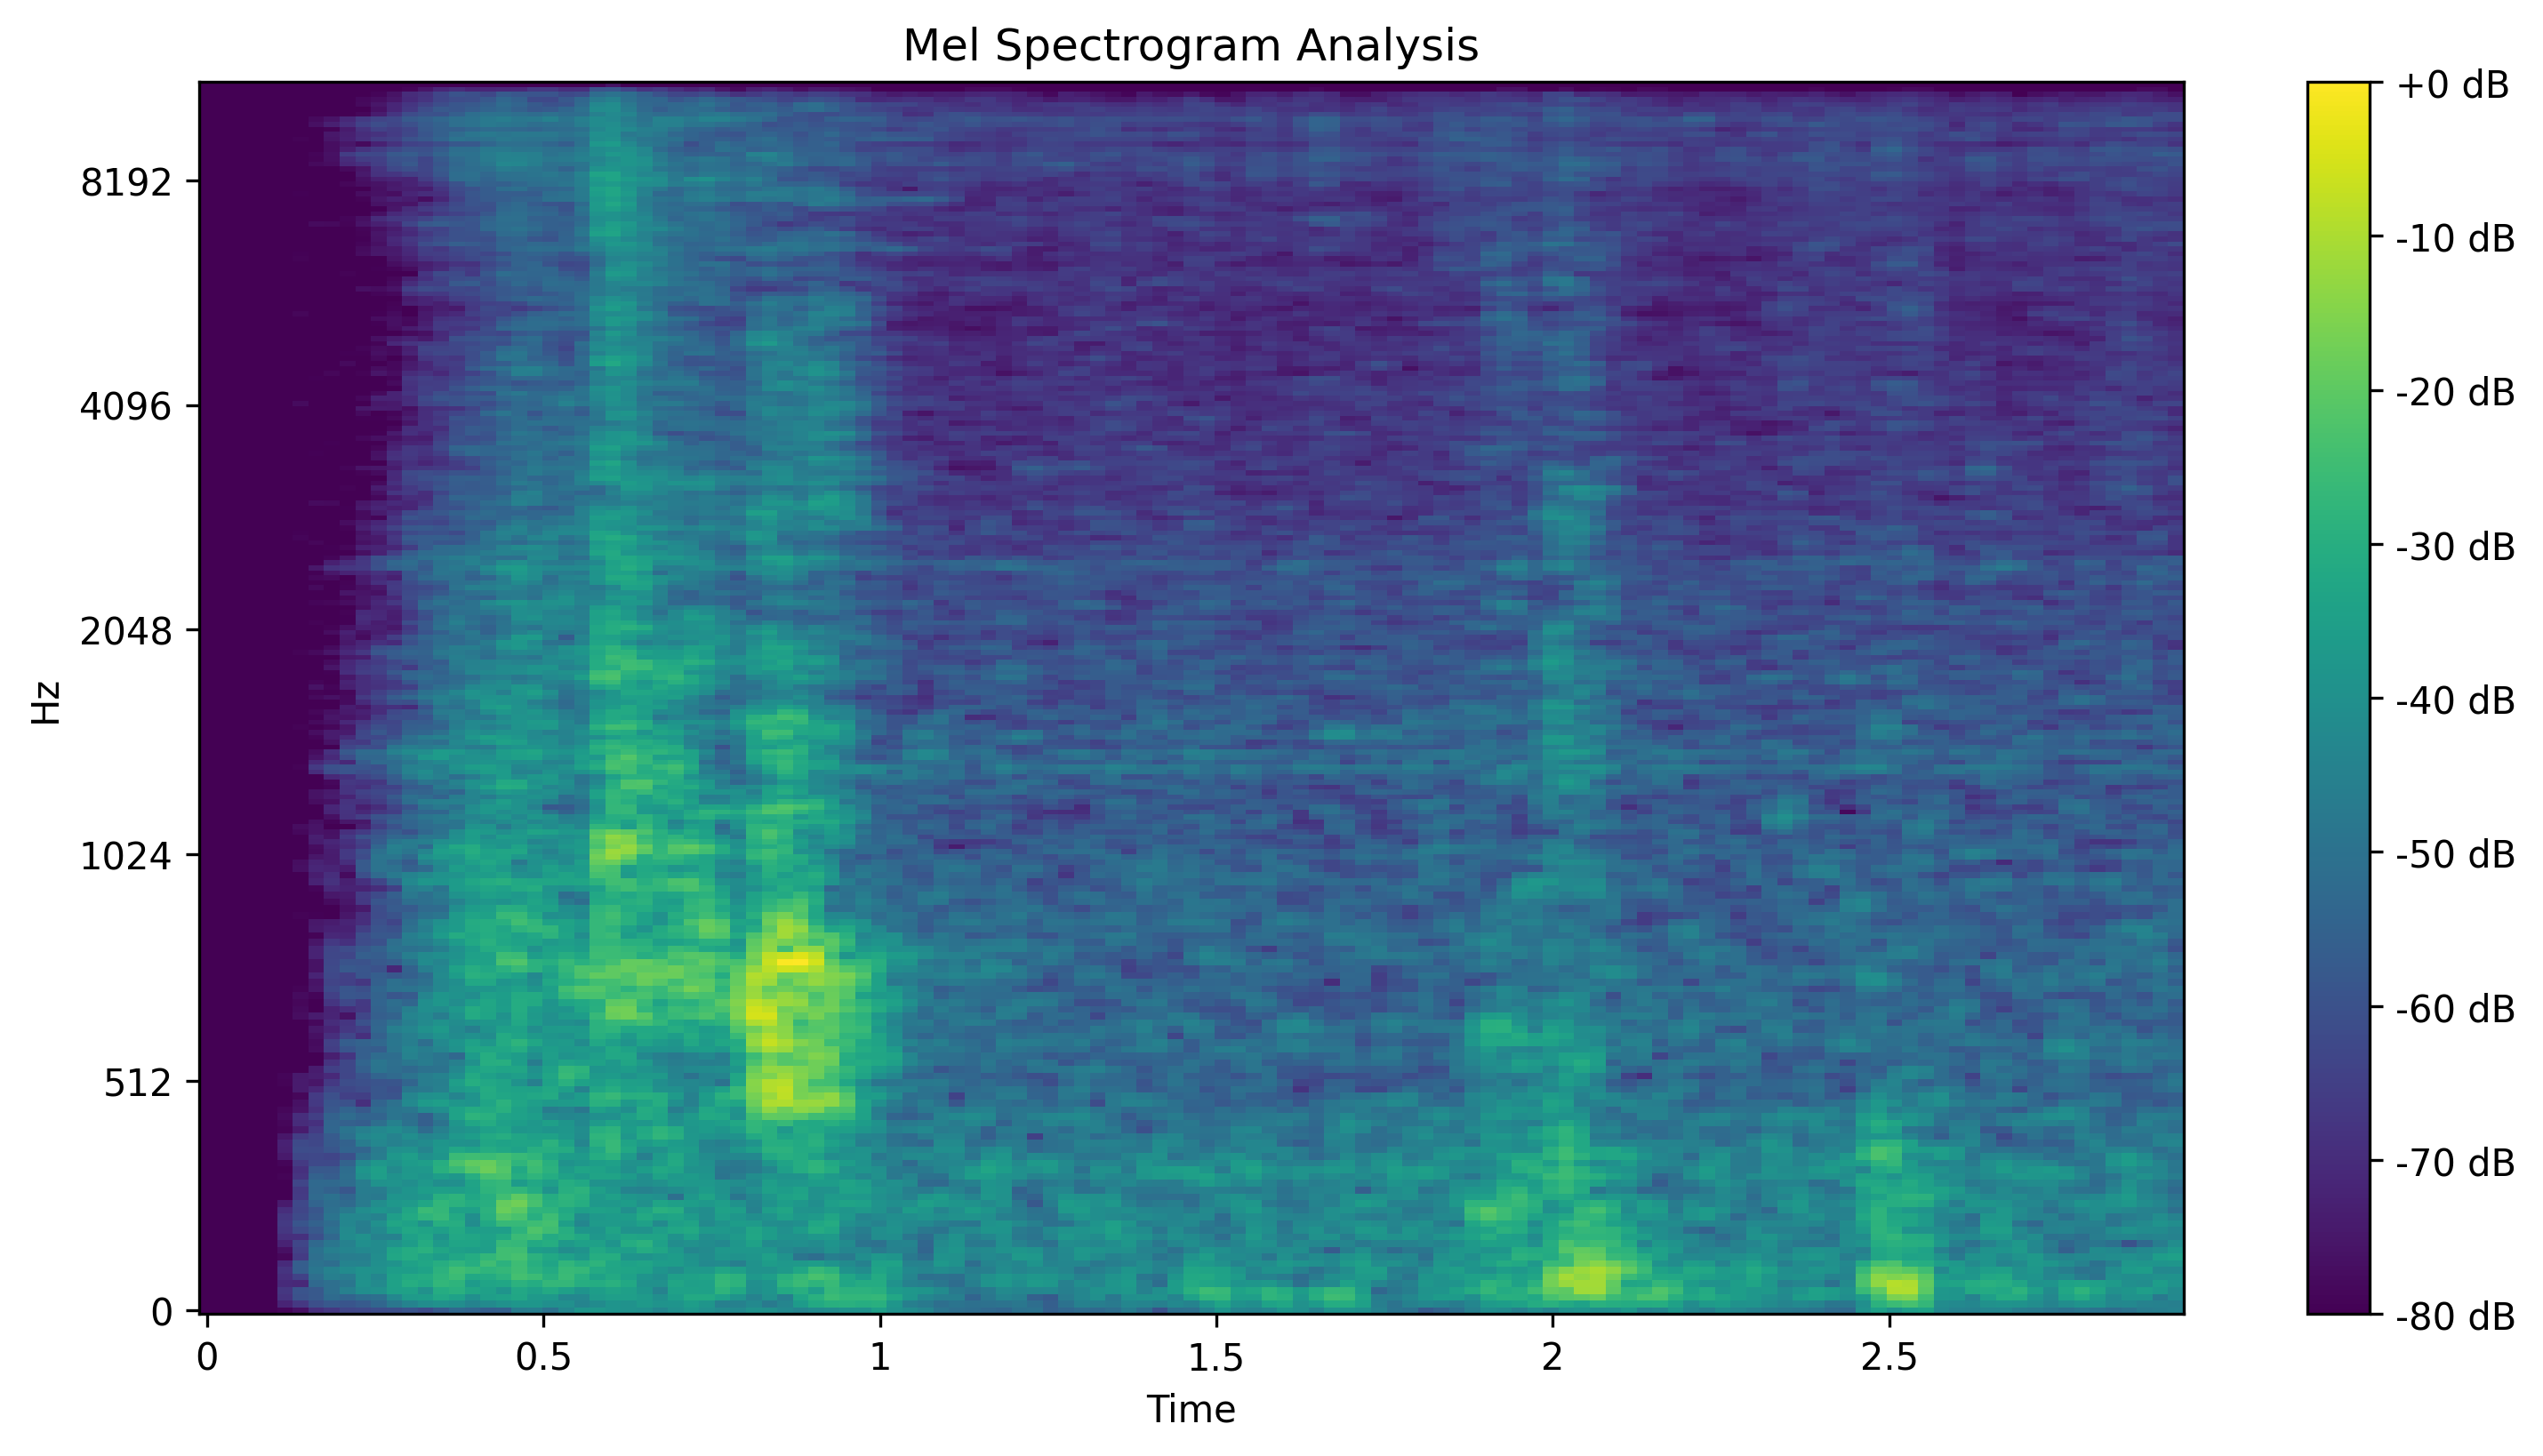 Mel Spectrogram Analysis
8192
4096
2048
1024
512
0
Hz
0
0.5
1
1.5
2
2.5
Time
+0 dB
-10 dB
-20 dB
-30 dB
-40 dB
-50 dB
-60 dB
-70 dB
-80 dB